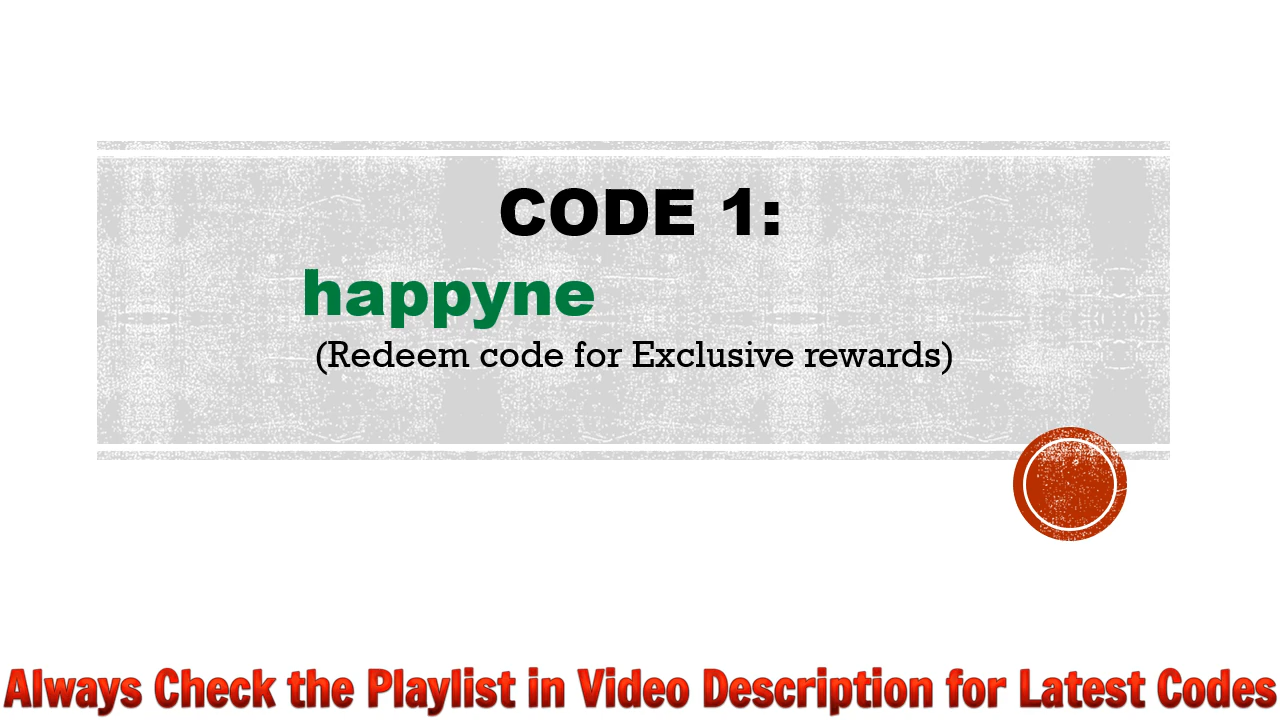 CODE 1:
happyne
(Redeem code for Exclusive rewards)
Always Check the Playlist in Video Description for Latest Codes